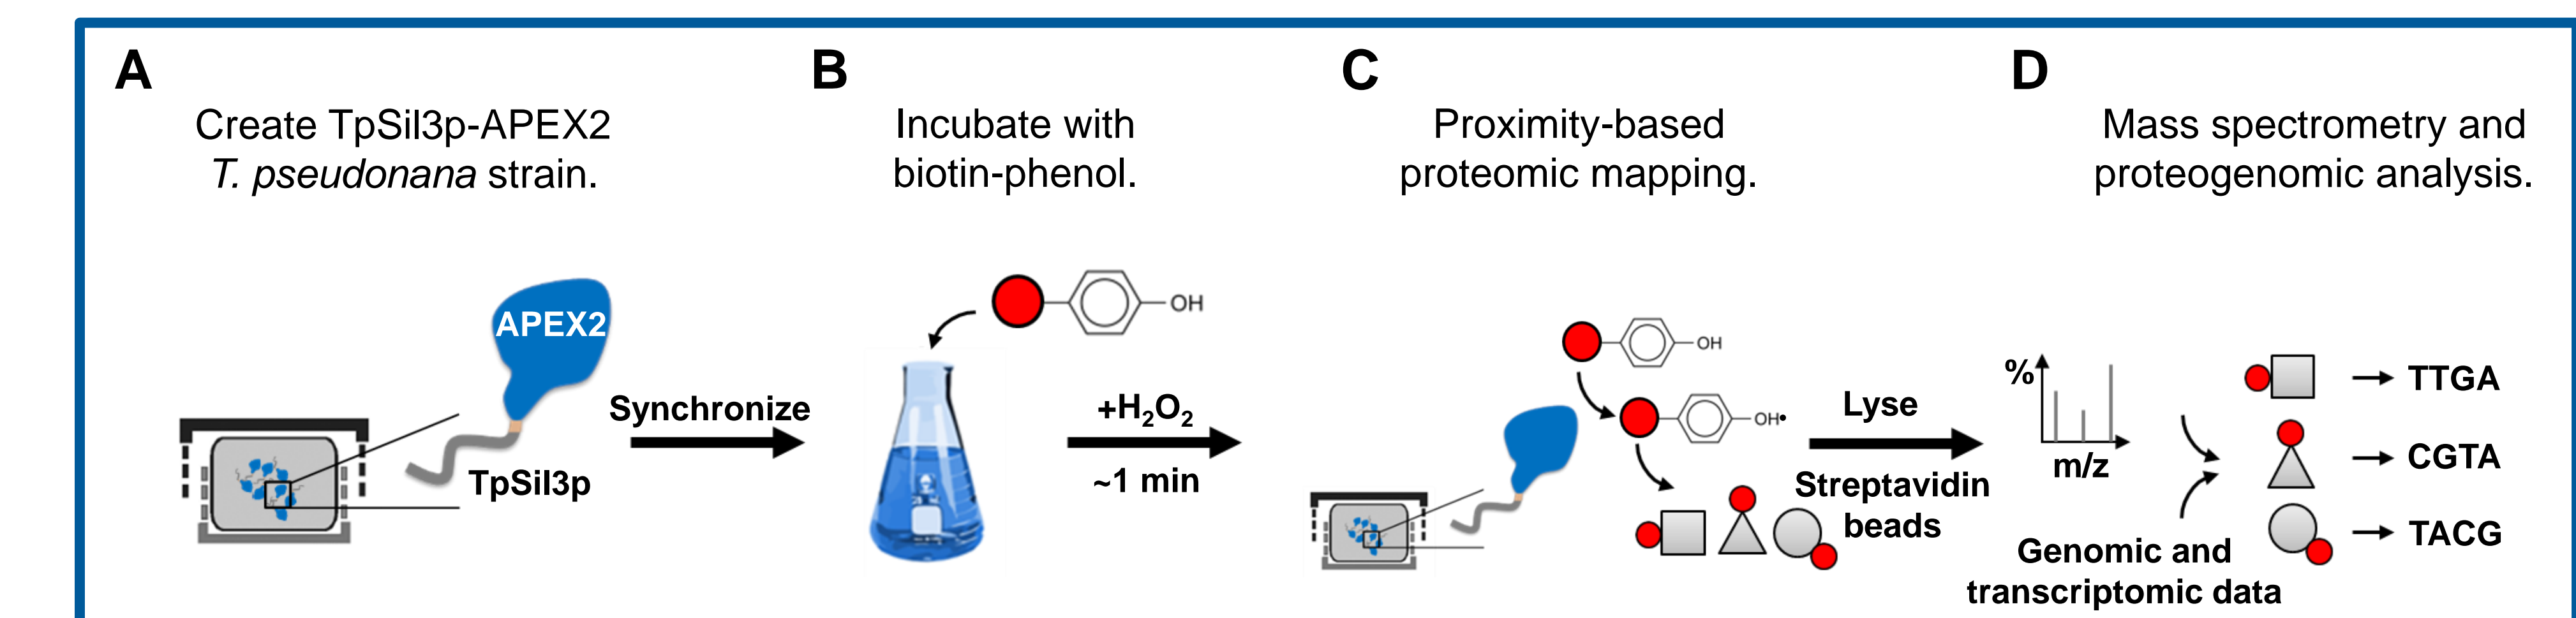 A
Create TpSil3p-APEX2
T. pseudonana strain.
APEX2
TpSil3p
Synchronize
B
Incubate with
biotin-phenol.
OH
+H₂O₂
~1 min
C
Proximity-based
proteomic mapping.
OH
OH•
Lyse
Streptavidin
beads
D
Mass spectrometry and
proteogenomic analysis.
%
m/z
Genomic and
transcriptomic data
TTGA
CGTA
TACG